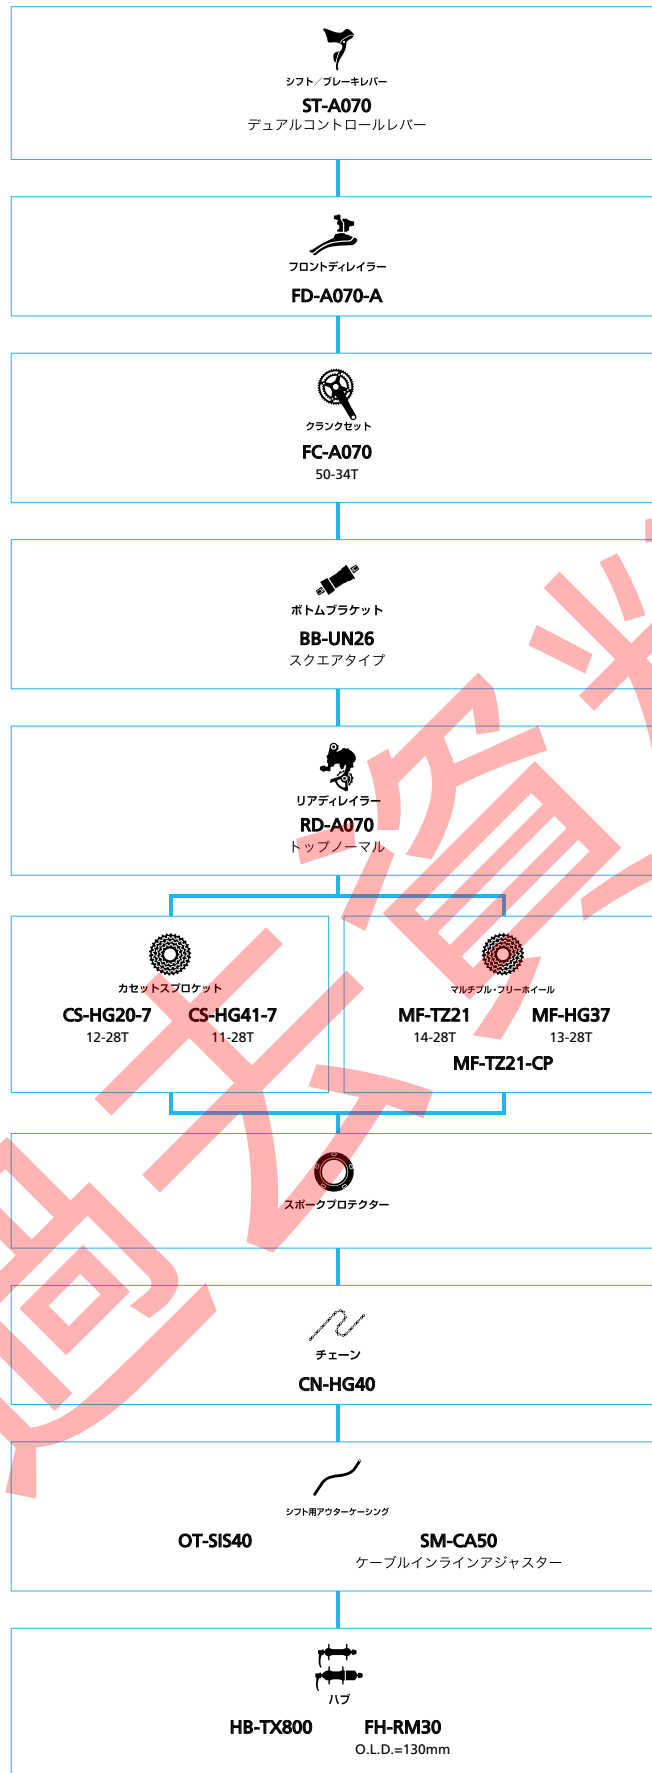 シフト／ブレーキレバー
ST-A070
デュアルコントロールレバー
フロントディレイラー
FD-A070-A
クランクセット
FC-A070
50-34T
ボトムブラケット
BB-UN26
スクエアタイプ
リアディレイラー
RD-A070
トップノーマル
カセットスプロケット
CS-HG20-7 CS-HG41-7
12-28T 11-28T
マルチプル・フリーホイール
MF-TZ21 MF-HG37
14-28T 13-28T
MF-TZ21-CP
スポークプロテクター
チェーン
CN-HG40
シフト用アウターケーシング
OT-SIS40 SM-CA50
ケーブルインラインアジャスター
ハブ
HB-TX800 FH-RM30
O.L.D.=130mm
過去資料